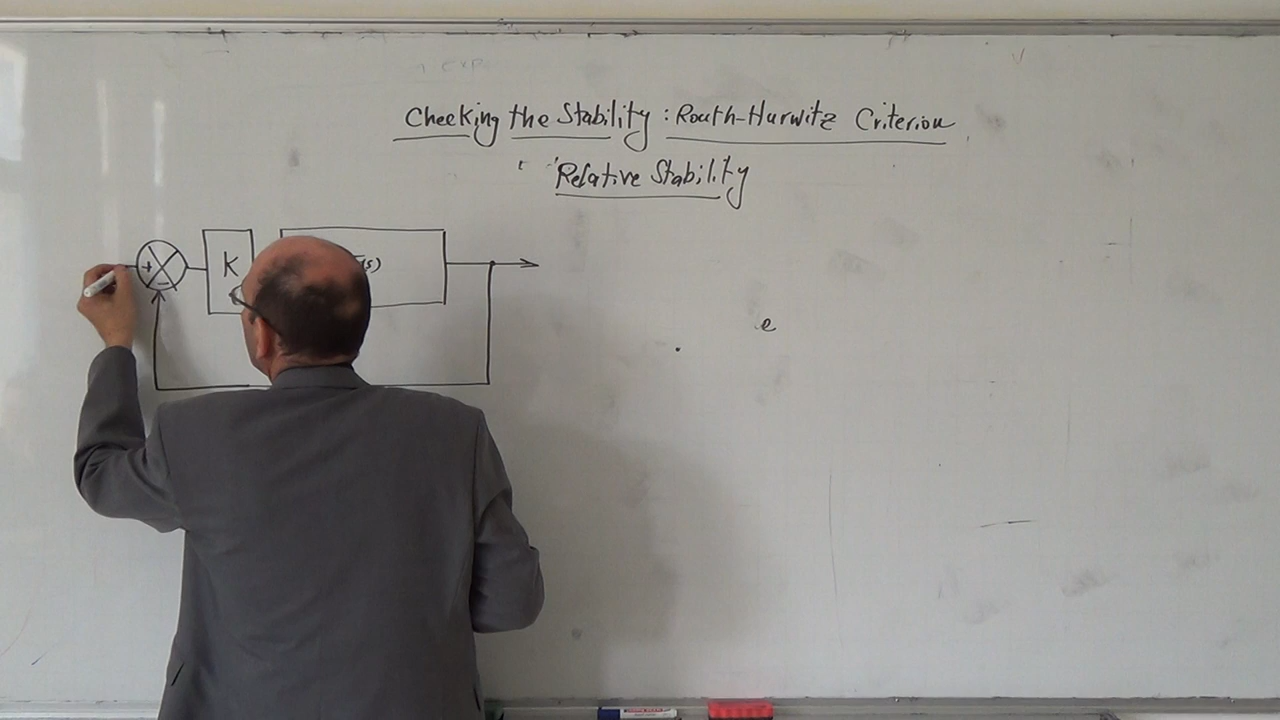 Checking the Stability : Routh-Hurwitz Criterion
Relative Stability
+ K (s)
-
e